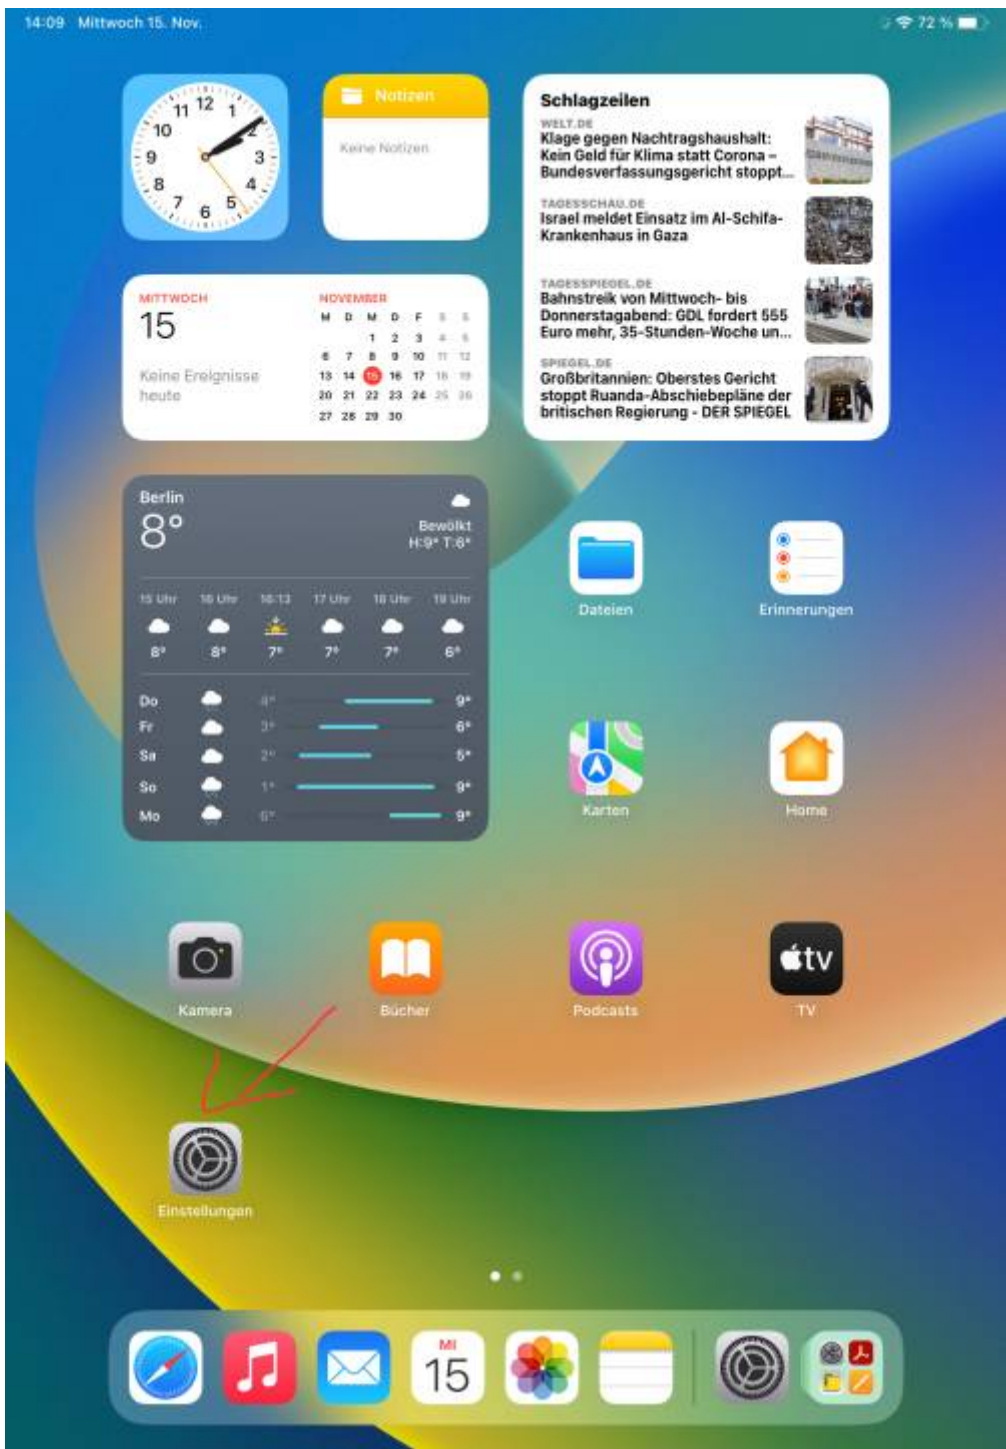 14:09 Mittwoch 15. Nov.
72 %
12
1
2
3
4
5
6
7
8
9
10
11
Notizen
Keine Notizen
Schlagzeilen
WELT.DE
Klage gegen Nachtragshaushalt:
Kein Geld für Klima statt Corona –
Bundesverfassungsgericht stoppt...
TAGESSCHAU.DE
Israel meldet Einsatz im Al-Schifa-
Krankenhaus in Gaza
TAGESSPIEGEL.DE
Bahnstreik von Mittwoch- bis
Donnerstagabend: GDL fordert 555
Euro mehr, 35-Stunden-Woche un...
SPIEGEL.DE
Großbritannien: Oberstes Gericht
stoppt Ruanda-Abschiebepläne der
britischen Regierung - DER SPIEGEL
MITTWOCH
15
Keine Ereignisse
heute
NOVEMBER
M D M D F S S
1 2 3 4 5
6 7 8 9 10 11 12
13 14 15 16 17 18 19
20 21 22 23 24 25 26
27 28 29 30
Berlin
8°
Bewölkt
H:9° T:6°
15 Uhr 16 Uhr 16:13 17 Uhr 18 Uhr 19 Uhr
8° 8° 7° 7° 7° 6°
Do 4° 9°
Fr 3° 6°
Sa 2° 5°
So 1° 9°
Mo 6° 9°
Dateien
Erinnerungen
Karten
Home
tv
Kamera
Bücher
Podcasts
TV
Einstellungen
MI
15